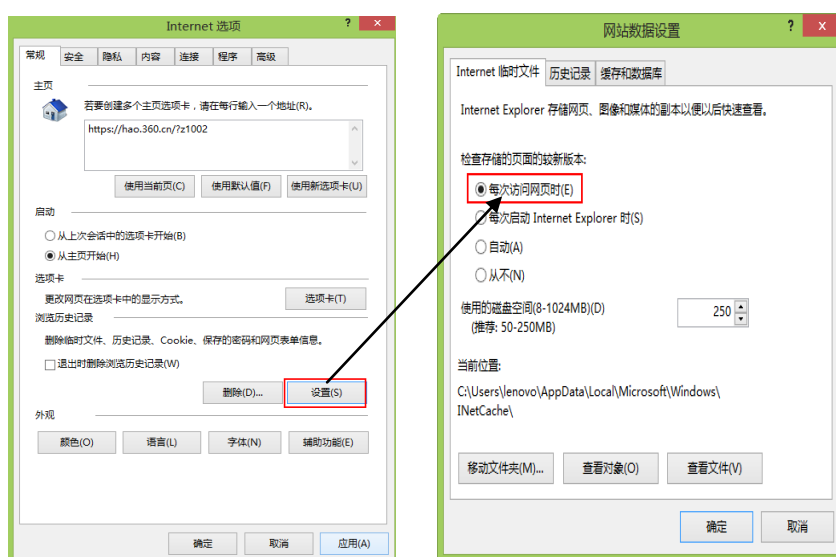 Internet 选项
? ×
常规 安全 隐私 内容 连接 程序 高级
主页
若要创建多个主页选项卡，请在每行输入一个地址(R)。
https://hao.360.cn/?z1002
使用当前页(C) 使用默认值(F) 使用新选项卡(U)
启动
从上次会话中的选项卡开始(B)
从主页开始(H)
选项卡
更改网页在选项卡中的显示方式。 选项卡(T)
浏览历史记录
删除临时文件、历史记录、Cookie、保存的密码和网页表单信息。
退出时删除浏览历史记录(W)
删除(D)... 设置(S)
外观
颜色(O) 语言(L) 字体(N) 辅助功能(E)
确定 取消 应用(A)
网站数据设置
? x
Internet 临时文件 历史记录 缓存和数据库
Internet Explorer 存储网页、图像和媒体的副本以便以后快速查看。
检查存储的页面的较新版本:
每次访问网页时(E)
每次启动 Internet Explorer 时(S)
自动(A)
从不(N)
使用的磁盘空间(8-1024MB)(D) 250
(推荐: 50-250MB)
当前位置:
C:\Users\lenovo\AppData\Local\Microsoft\Windows\
INetCache\
移动文件夹(M)... 查看对象(O) 查看文件(V)
确定 取消